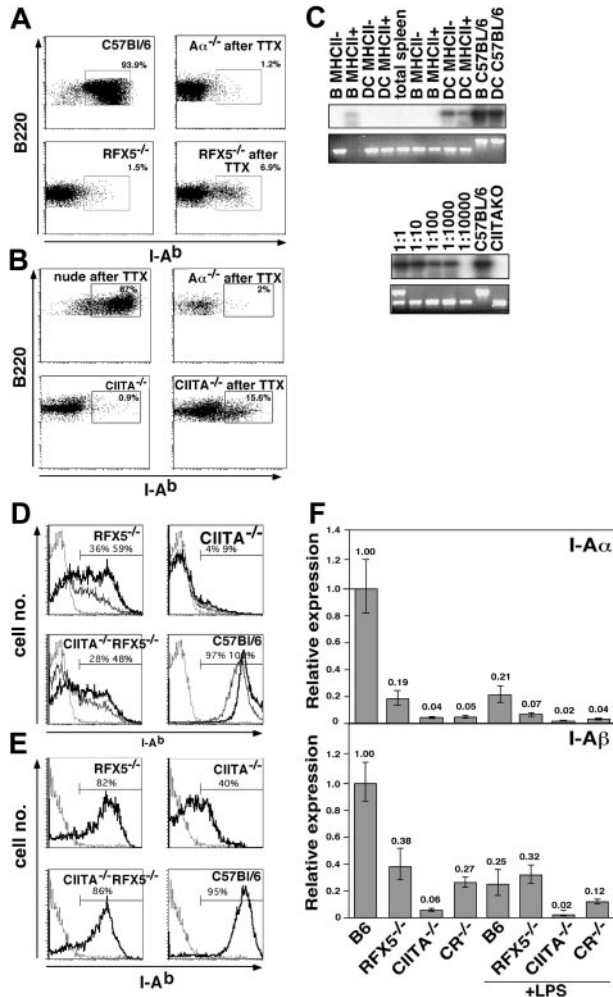 A
C57Bl/6
93.9%
Aα-/- after TTX
1.2%
RFX5-/-
1.5%
RFX5-/- after TTX
6.9%
B220
I-Ab
B
nude after TTX
87%
Aα-/- after TTX
2%
CIITA-/-
0.9%
CIITA-/- after TTX
15.6%
B220
I-Ab
C
B MHCII-
B MHCII+
DC MHCII-
DC MHCII+
total spleen
B MHCII-
B MHCII+
DC MHCII-
DC MHCII+
B C57BL/6
DC C57BL/6
1:1
1:10
1:100
1:1000
1:10000
C57BL/6
CIITAKO
D
RFX5-/-
36% 59%
CIITA-/-
4% 9%
CIITA-/-RFX5-/-
28% 48%
C57Bl/6
97%
cell no.
I-Ab
E
RFX5-/-
82%
CIITA-/-
40%
CIITA-/-RFX5-/-
86%
C57Bl/6
95%
cell no.
I-Ab
F
I-Aα
Relative expression
1.4
1.2
1.0
0.8
0.6
0.4
0.2
0
1.00
0.19
0.04
0.05
0.21
0.07
0.02
0.04
I-Aβ
Relative expression
1.2
1.0
0.8
0.6
0.4
0.2
0
1.00
0.38
0.06
0.27
0.25
0.32
0.02
0.12
B6
RFX5-/-
CIITA-/-
CR-/-
B6
RFX5-/-
CIITA-/-
CR-/-
+LPS